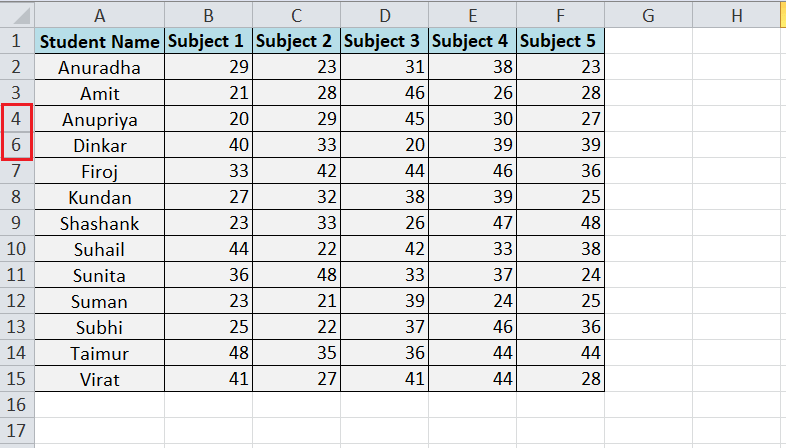 A B C D E F G H
1 Student Name Subject 1 Subject 2 Subject 3 Subject 4 Subject 5
2 Anuradha 29 23 31 38 23
3 Amit 21 28 46 26 28
4 Anupriya 20 29 45 30 27
6 Dinkar 40 33 20 39 39
7 Firoj 33 42 44 46 36
8 Kundan 27 32 38 39 25
9 Shashank 23 33 26 47 48
10 Suhail 44 22 42 33 38
11 Sunita 36 48 33 37 24
12 Suman 23 21 39 24 25
13 Subhi 25 22 37 46 36
14 Taimur 48 35 36 44 44
15 Virat 41 27 41 44 28
16
17